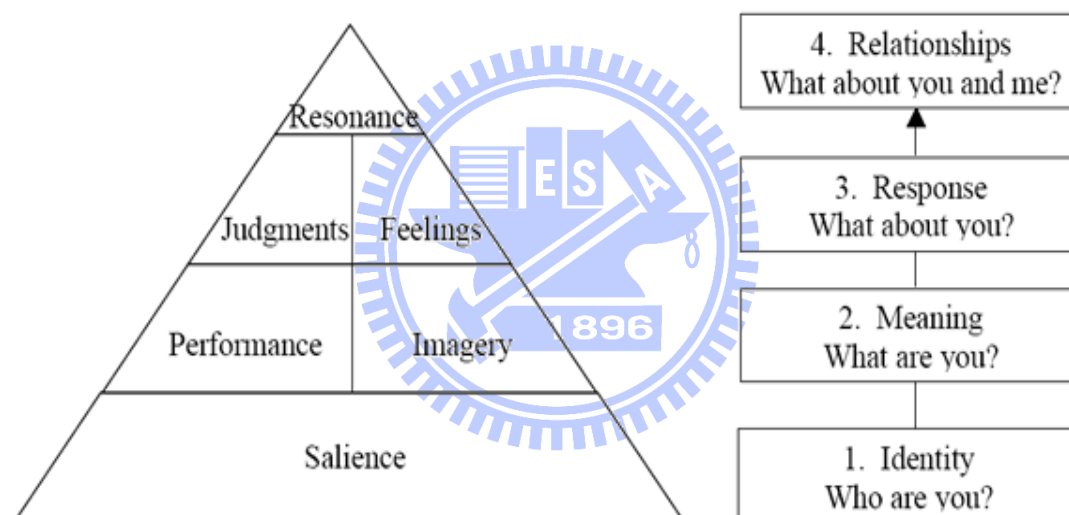 Resonance
Judgments
Feelings
Performance
Imagery
Salience
ESA
1896
4. Relationships
What about you and me?
3. Response
What about you?
2. Meaning
What are you?
1. Identity
Who are you?